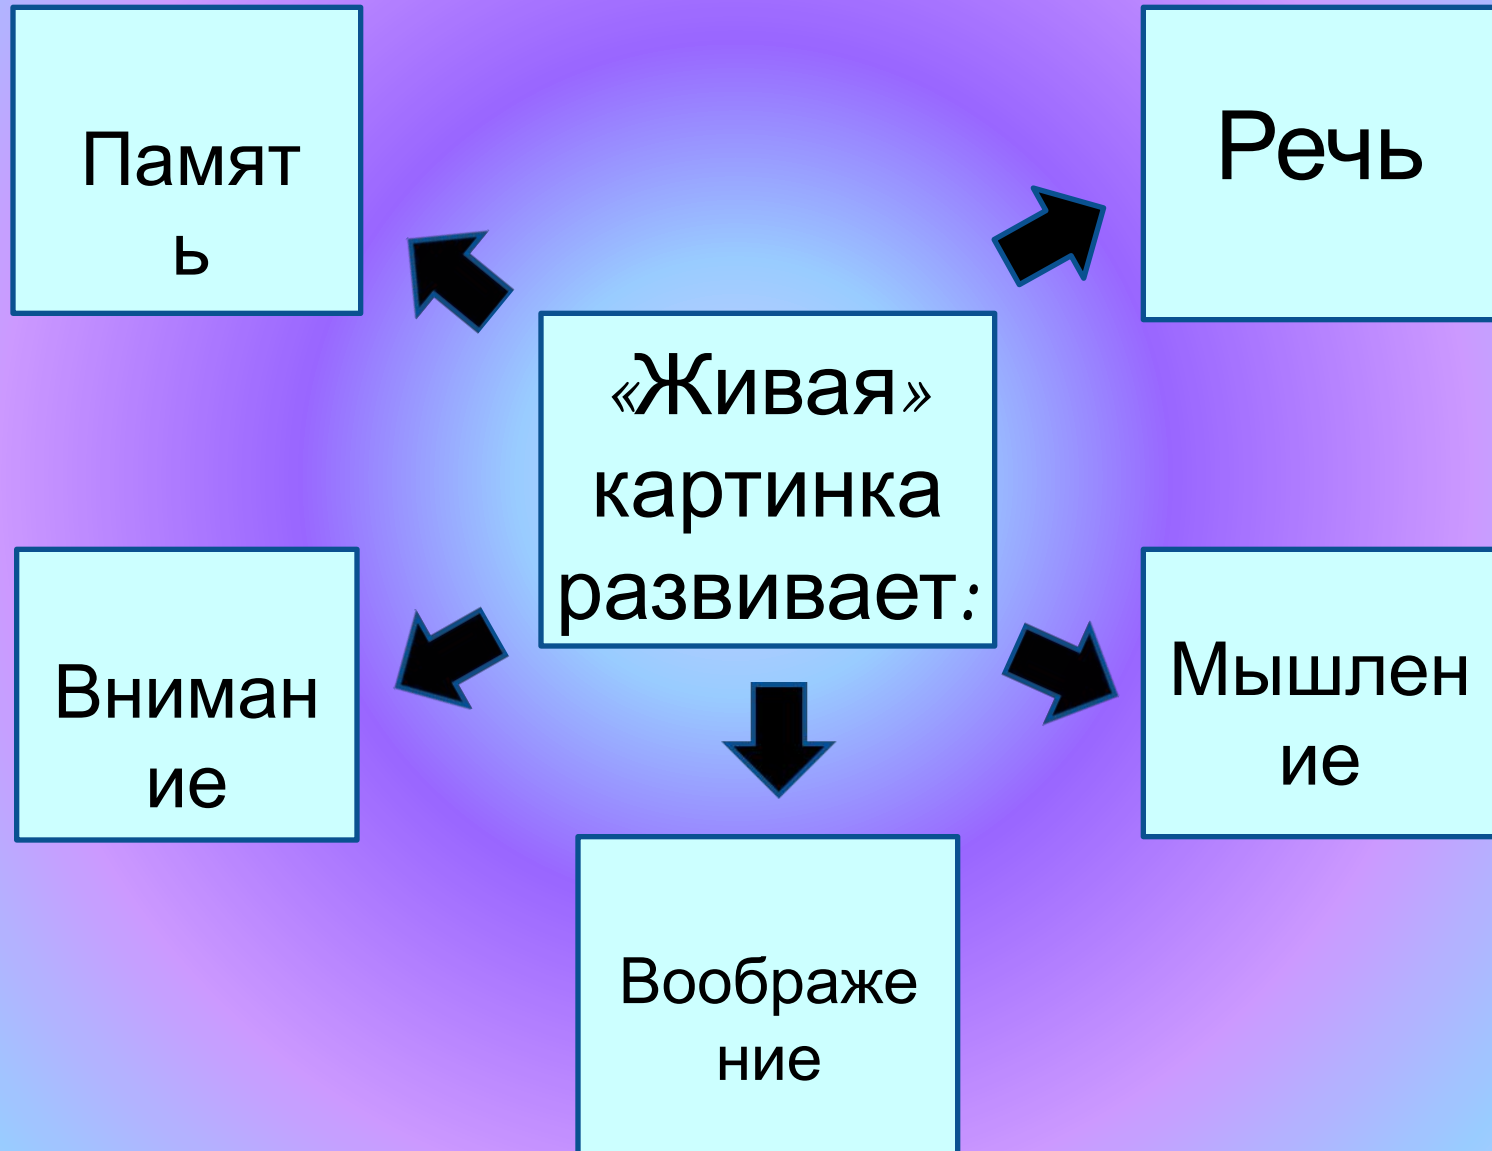 Памят
ь
Речь
«Живая»
картинка
развивает:
Вниман
ие
Мышлен
ие
Воображе
ние